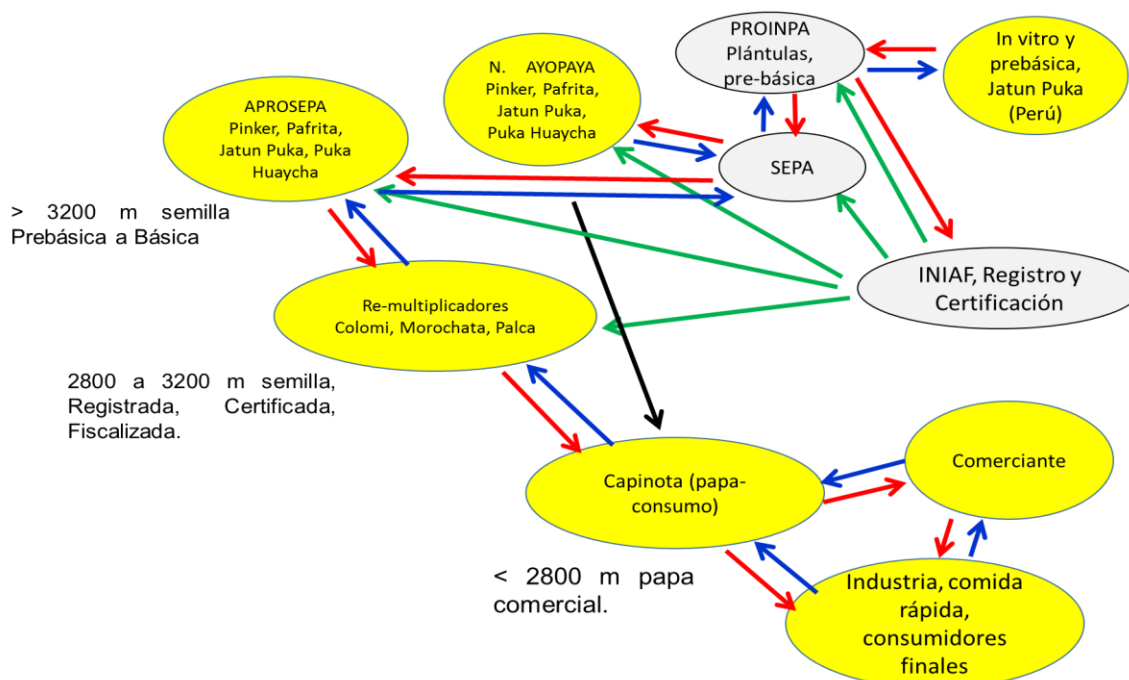 PROINPA
Plántulas,
pre-básica
In vitro y
prebásica,
Jatun Puka
(Perú)
N. AYOPAYA
Pinker, Pafrita,
Jatun Puka,
Puka Huaycha
APROSEPA
Pinker, Pafrita,
Jatun Puka, Puka
Huaycha
SEPA
> 3200 m semilla
Prebásica a Básica
INIAF, Registro y
Certificación
Re-multiplicadores
Colomi, Morochata, Palca
2800 a 3200 m semilla,
Registrada, Certificada,
Fiscalizada.
Capinota (papa-
consumo)
Comerciante
< 2800 m papa
comercial.
Industria, comida
rápida,
consumidores
finales